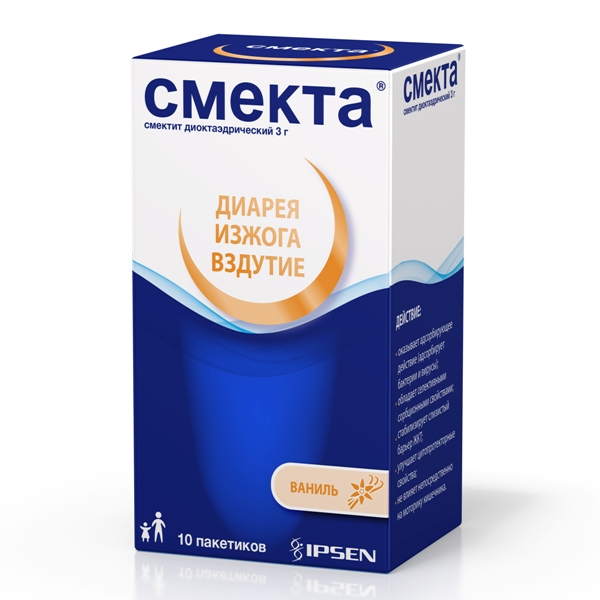 смекта
смекта®
смектит диоктаэдрический 3 г
ДИАРЕЯ
ИЗЖОГА
ВЗДУТИЕ
ВАНИЛЬ
10 пакетиков
IPSEN
смекта®
смектит диоктаэдрический 3 г
ДЕЙСТВИЕ:
- оказывает адсорбирующее
действие (адсорбирует
бактерии и вирусы);
- обладает селективными
сорбционными свойствами;
- стабилизирует слизистый
барьер ЖКТ;
- улучшает цитопротекторные
свойства;
- не влияет непосредственно
на моторику кишечника.